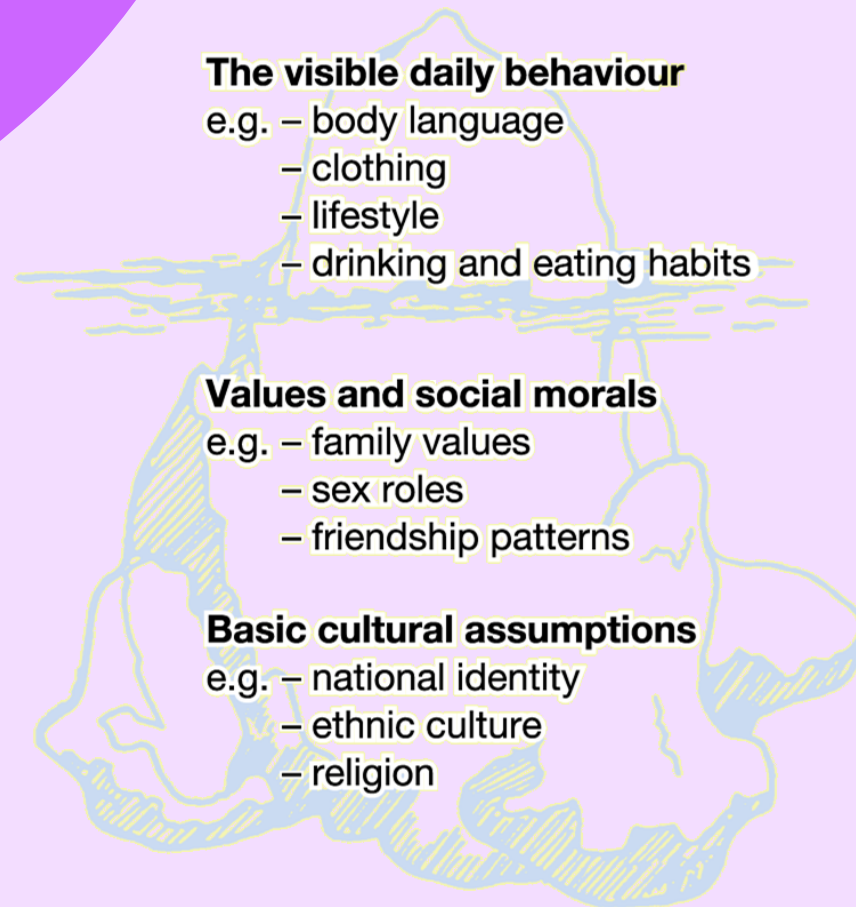 The visible daily behaviour
e.g. – body language
– clothing
– lifestyle
– drinking and eating habits
Values and social morals
e.g. – family values
– sex roles
– friendship patterns
Basic cultural assumptions
e.g. – national identity
– ethnic culture
– religion